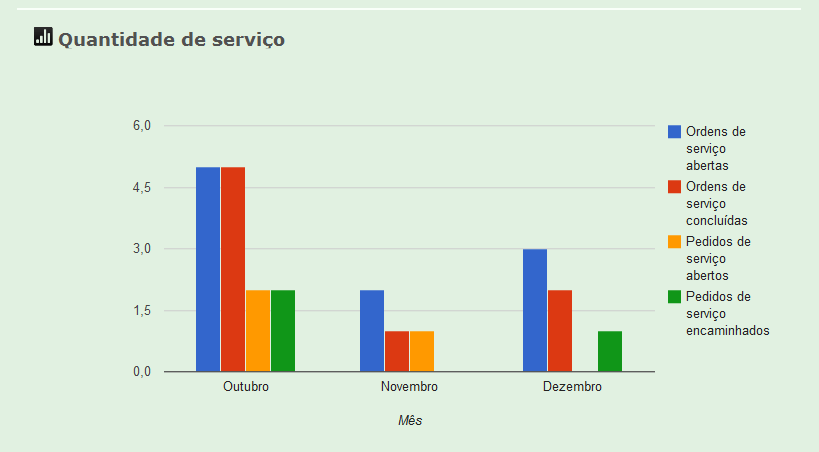 Quantidade de serviço
6,0
4,5
3,0
1,5
0,0
Outubro
Novembro
Dezembro
Mês
Ordens de
serviço
abertas
Ordens de
serviço
concluídas
Pedidos de
serviço
abertos
Pedidos de
serviço
encaminhados